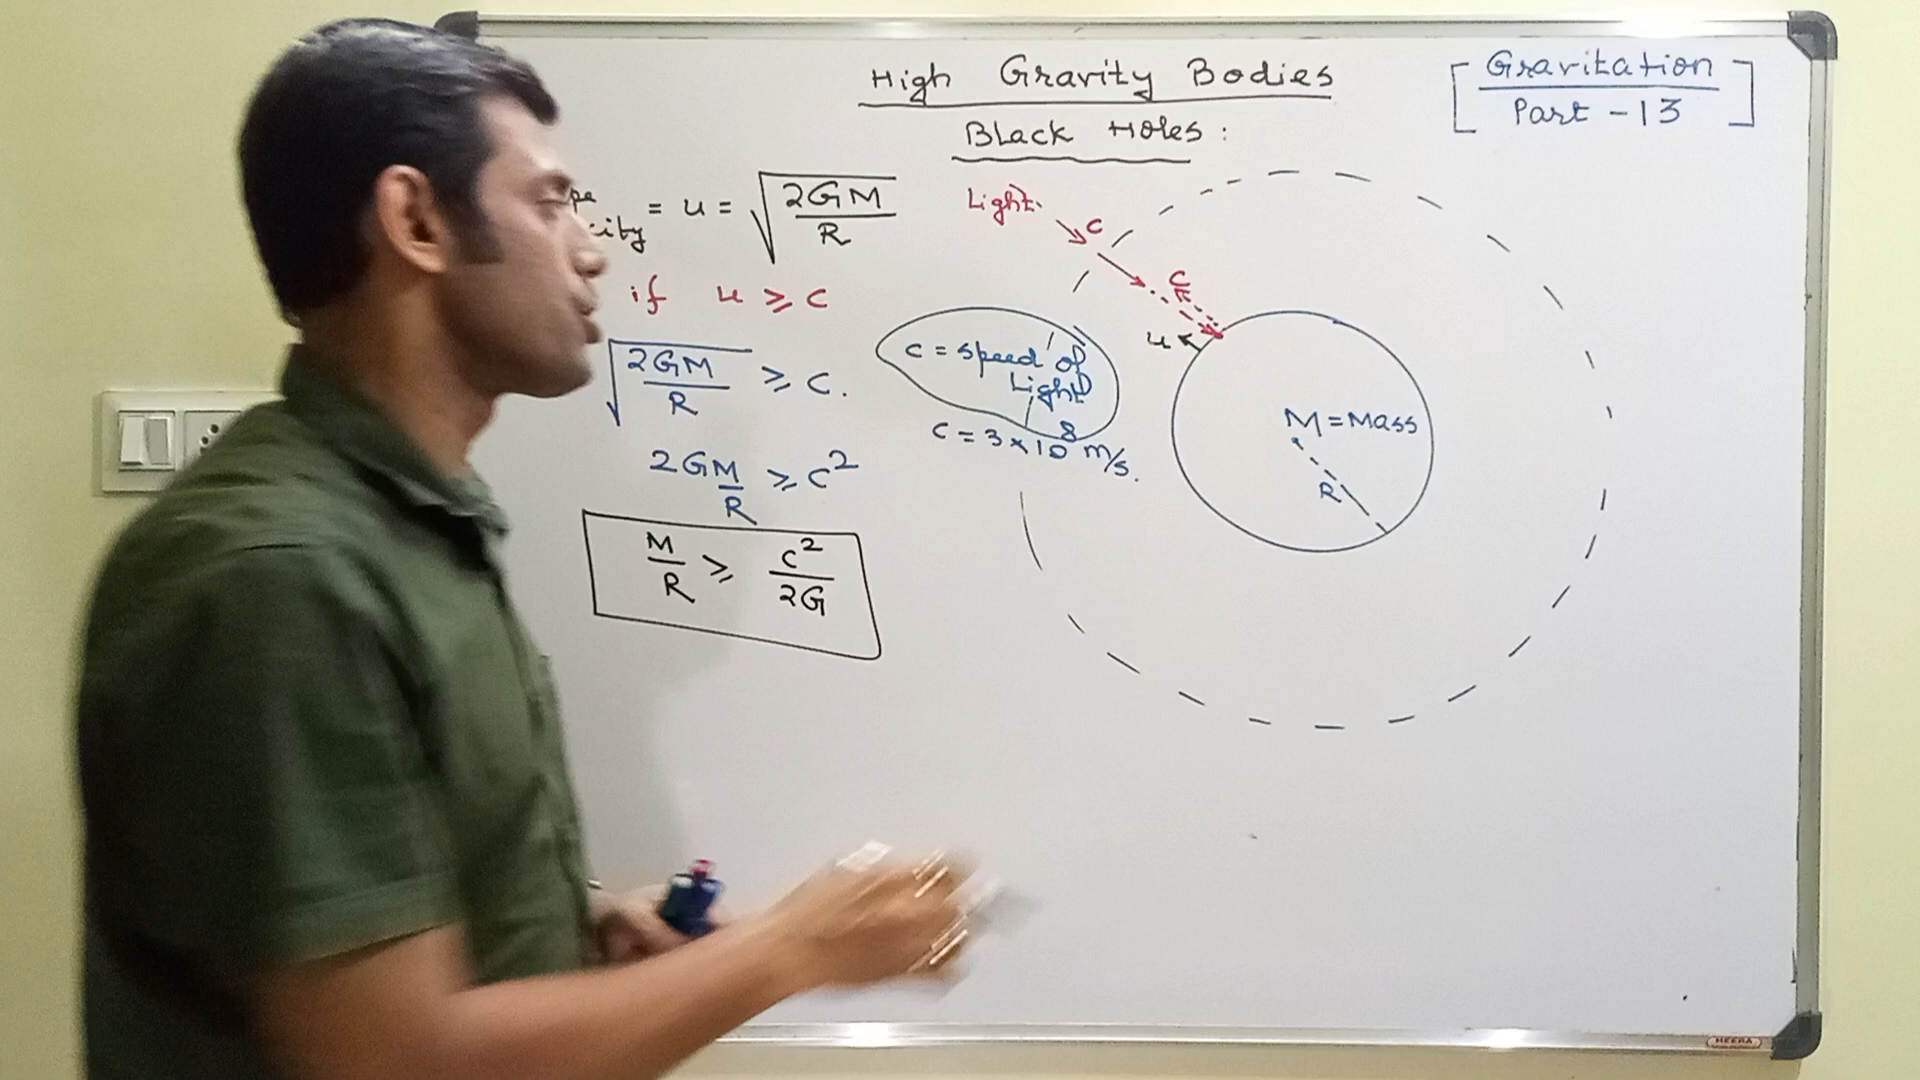 High Gravity Bodies
[Gravitation
Part - 13]
Black Holes:
= u = √(2GM/R)
if u ⩾ c
√(2GM/R) ⩾ c.
2GM/R ⩾ c²
M/R ⩾ c²/2G
Light
c
c
u
c = speed of
Light
c = 3 × 10⁸ m/s.
M = Mass
R
HEERA